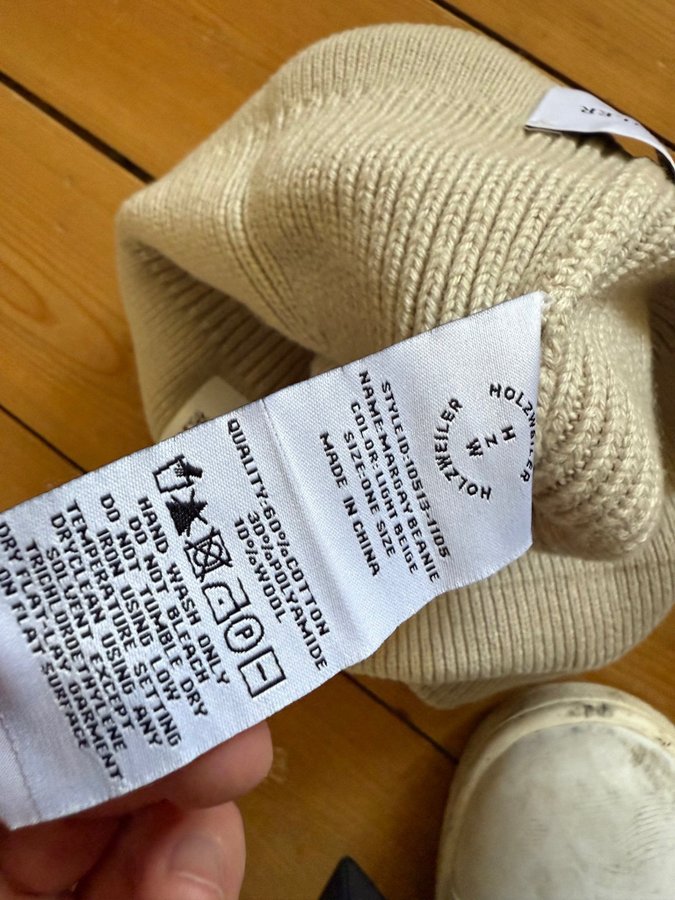 HOLZWEILER
HOLZWEILER
H
Z
W
STYLE-ID:10513-1105
NAME:MARGAY BEANIE
COLOR:LIGHT BEIGE
SIZE:ONE SIZE
MADE IN CHINA
QUALITY:60%COTTON
30%POLYAMIDE
10%WOOL
P
HAND WASH ONLY
DO NOT BLEACH
DO NOT TUMBLE DRY
IRON USING LOW
TEMPERATURE SETTING
DRYCLEAN USING ANY
SOLVENT EXCEPT
TRICHLOROETHYLENE
DRY FLAT-LAY GARMENT
ON FLAT SURFACE